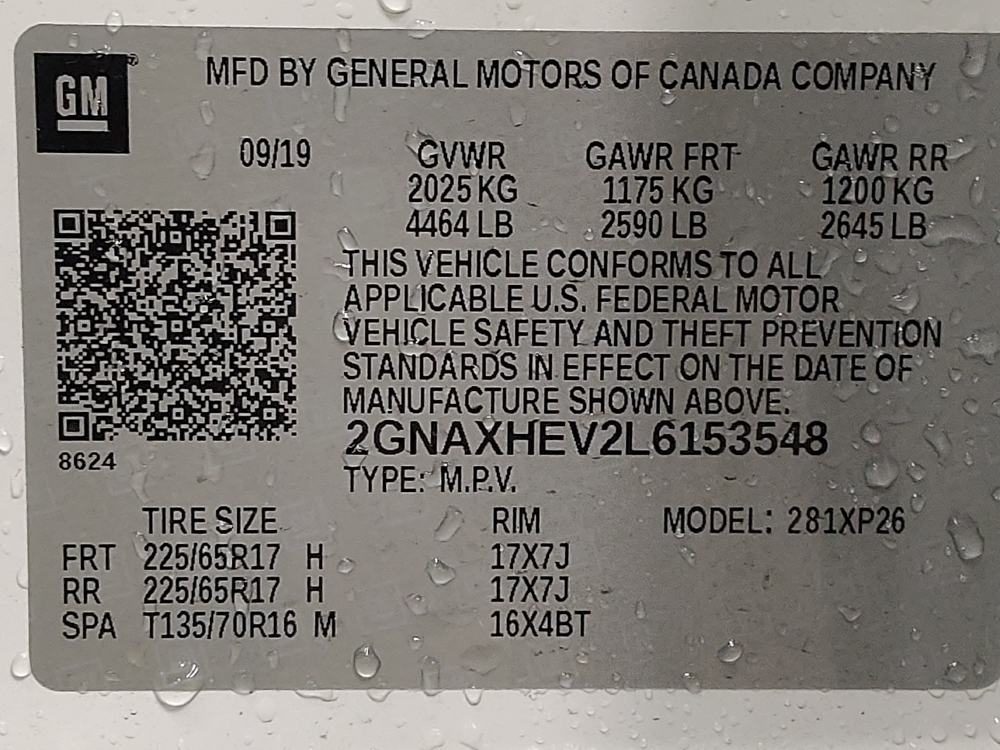 GM ®
MFD BY GENERAL MOTORS OF CANADA COMPANY
09/19 GVWR GAWR FRT GAWR RR
2025 KG 1175 KG 1200 KG
4464 LB 2590 LB 2645 LB
THIS VEHICLE CONFORMS TO ALL
APPLICABLE U.S. FEDERAL MOTOR
VEHICLE SAFETY AND THEFT PREVENTION
STANDARDS IN EFFECT ON THE DATE OF
MANUFACTURE SHOWN ABOVE.
2GNAXHEV2L6153548
8624
TYPE: M.P.V.
TIRE SIZE RIM MODEL: 281XP26
FRT 225/65R17 H 17X7J
RR 225/65R17 H 17X7J
SPA T135/70R16 M 16X4BT